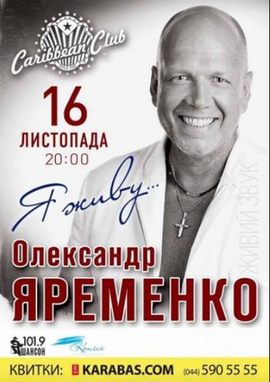 Caribbean Club
16
ЛИСТОПАДА
20:00
Я живу...
ЖИВИЙ ЗВУК
Олександр
ЯРЕМЕНКО
101.9
ШАНСОН
КВИТКИ: KARABAS.COM (044) 590 55 55